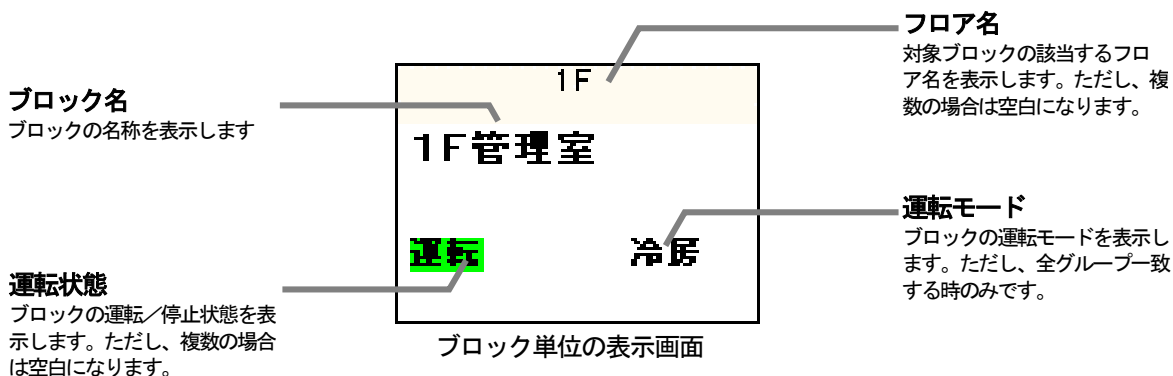 フロア名
対象ブロックの該当するフロ
ア名を表示します。ただし、複
数の場合は空白になります。
ブロック名
ブロックの名称を表示します
1F
1F管理室
運転モード
ブロックの運転モードを表示し
ます。ただし、全グループ一致
する時のみです。
運転
冷房
運転状態
ブロックの運転／停止状態を表
示します。ただし、複数の場合
は空白になります。
ブロック単位の表示画面